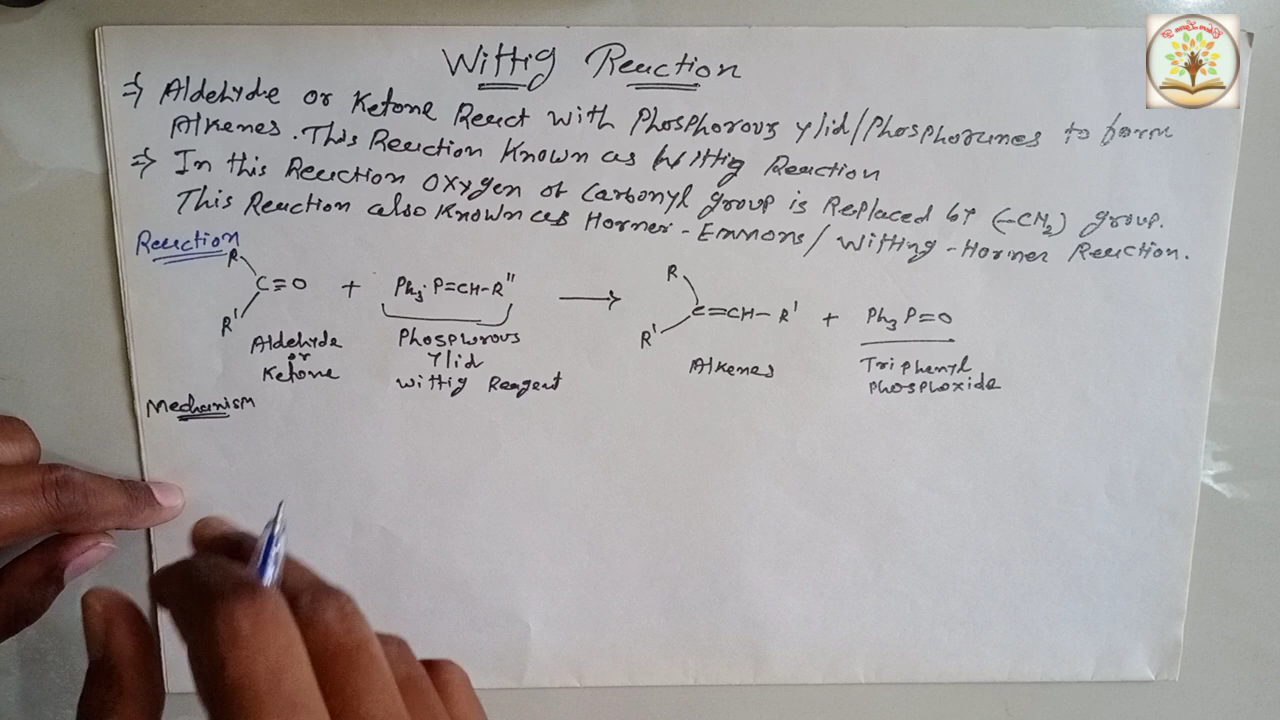 Wittig Reaction
⇒ Aldehyde or Ketone React with Phosphorous ylid/Phosphoranes to form
Alkenes. This Reaction Known as Wittig Reaction
⇒ In this Reaction oxygen of Carbonyl group is Replaced by (=CH2) group.
This Reaction also Known as Horner-Emmons/Witting-Horner Reaction.
Reaction
R
R'
C=O + Ph3·P=CH-R'' ⟶ R
R'
C=CH-R' + Ph3P=O
Aldehyde
or
Ketone
Phosphorous
ylid
Wittig Reagent
Alkenes
Triphenyl
Phosphoxide
Mechanism